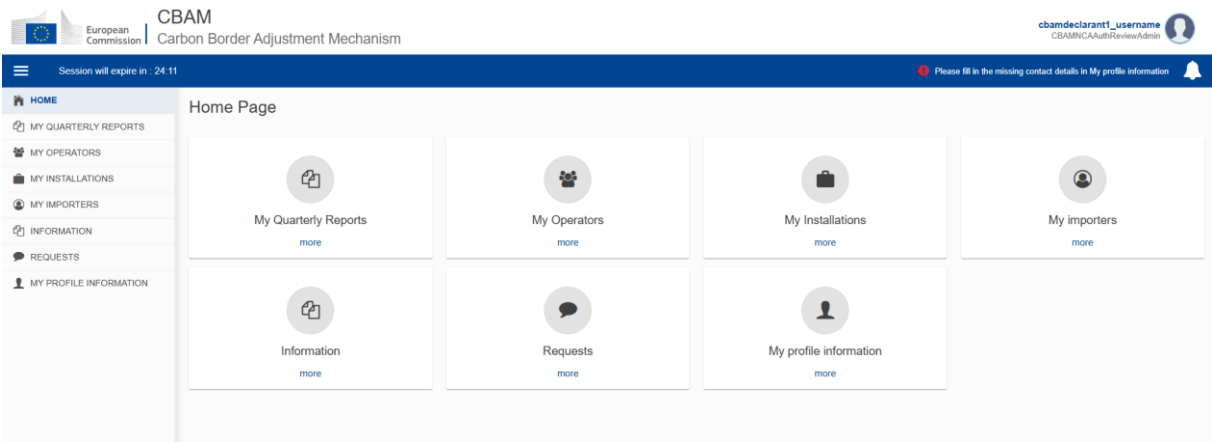 European
Commission
CBAM
Carbon Border Adjustment Mechanism
cbamdeclarant1_username
CBAMNCAAuthReviewAdmin
Session will expire in : 24:11
Please fill in the missing contact details in My profile information
HOME
MY QUARTERLY REPORTS
MY OPERATORS
MY INSTALLATIONS
MY IMPORTERS
INFORMATION
REQUESTS
MY PROFILE INFORMATION
Home Page
My Quarterly Reports
more
My Operators
more
My Installations
more
My importers
more
Information
more
Requests
more
My profile information
more